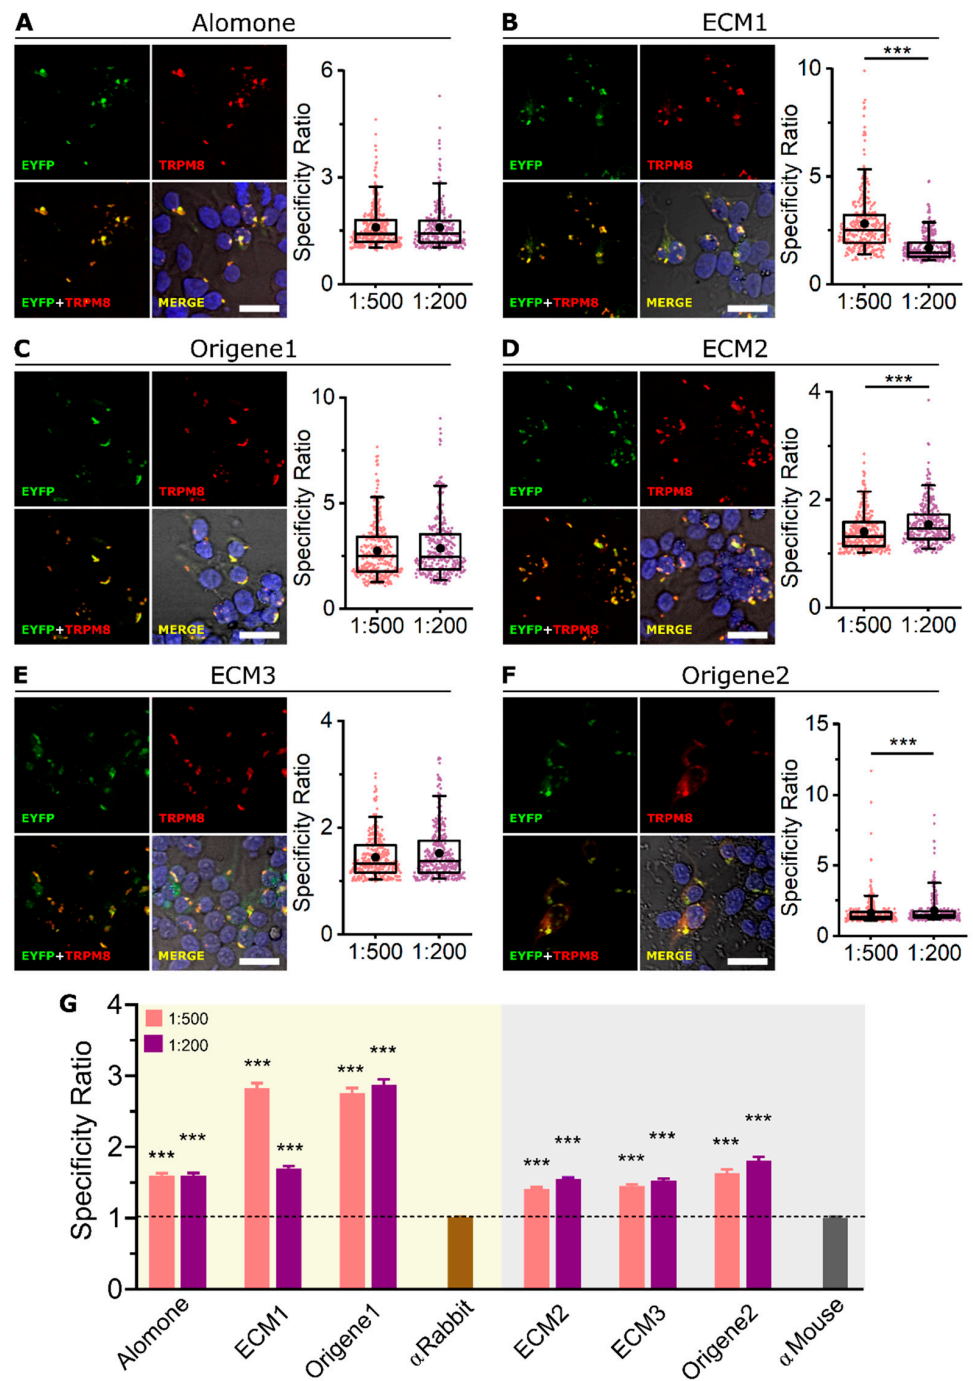 A Alomone
EYFP
TRPM8
EYFP+TRPM8
MERGE
Specificity Ratio
6
3
0
1:500 1:200
B ECM1
EYFP
TRPM8
EYFP+TRPM8
MERGE
Specificity Ratio
10
5
0
***
1:500 1:200
C Origene1
EYFP
TRPM8
EYFP+TRPM8
MERGE
Specificity Ratio
10
5
0
1:500 1:200
D ECM2
EYFP
TRPM8
EYFP+TRPM8
MERGE
Specificity Ratio
4
2
0
***
1:500 1:200
E ECM3
EYFP
TRPM8
EYFP+TRPM8
MERGE
Specificity Ratio
4
2
0
1:500 1:200
F Origene2
EYFP
TRPM8
EYFP+TRPM8
MERGE
Specificity Ratio
15
10
5
0
***
1:500 1:200
G
Specificity Ratio
4
3
2
1
0
1:500
1:200
*** *** *** *** *** *** *** *** *** *** *** ***
Alomone ECM1 Origene1 αRabbit ECM2 ECM3 Origene2 αMouse